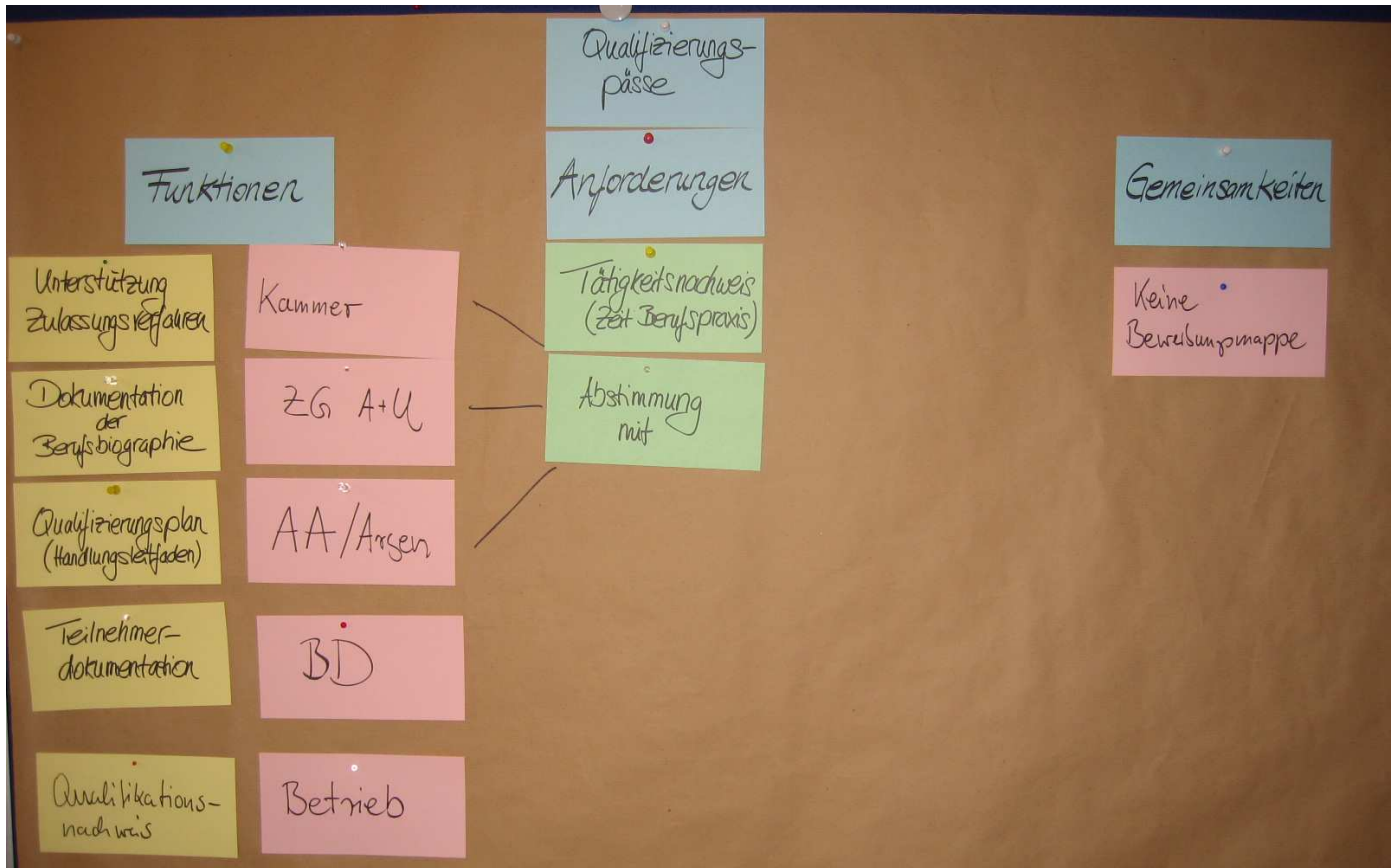 Qualifizierungs-
pässe
Funktionen
Anforderungen
Gemeinsamkeiten
Unterstützung
Zulassungsverfahren
Kammer
Tätigkeitsnachweis
(Zeit Berufspraxis)
Keine
Bewerbungsmappe
Dokumentation
der
Berufsbiographie
ZG A+U
Abstimmung
mit
Qualifizierungsplan
(Handlungsleitfaden)
AA/Argen
Teilnehmer-
dokumentation
BD
Qualifikations-
nachweis
Betrieb